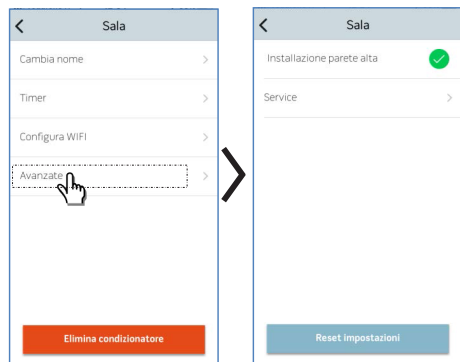 Sala
Cambia nome
Timer
Configura WIFI
Avanzate
Elimina condizionatore
Sala
Installazione parete alta
Service
Reset impostazioni